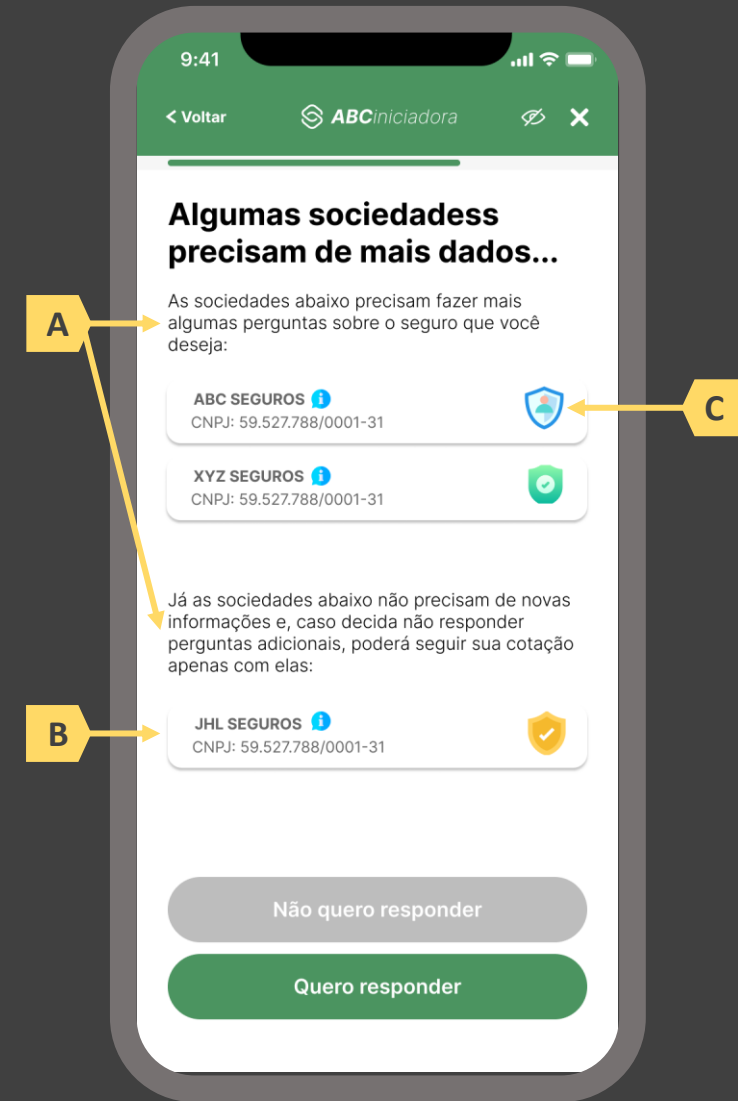 9:41
Voltar
ABCiniciadora
Algumas sociedadess
precisam de mais dados...
As sociedades abaixo precisam fazer mais
algumas perguntas sobre o seguro que você
deseja:
A
ABC SEGUROS i
CNPJ: 59.527.788/0001-31
C
XYZ SEGUROS i
CNPJ: 59.527.788/0001-31
Já as sociedades abaixo não precisam de novas
informações e, caso decida não responder
perguntas adicionais, poderá seguir sua cotação
apenas com elas:
B
JHL SEGUROS i
CNPJ: 59.527.788/0001-31
Não quero responder
Quero responder